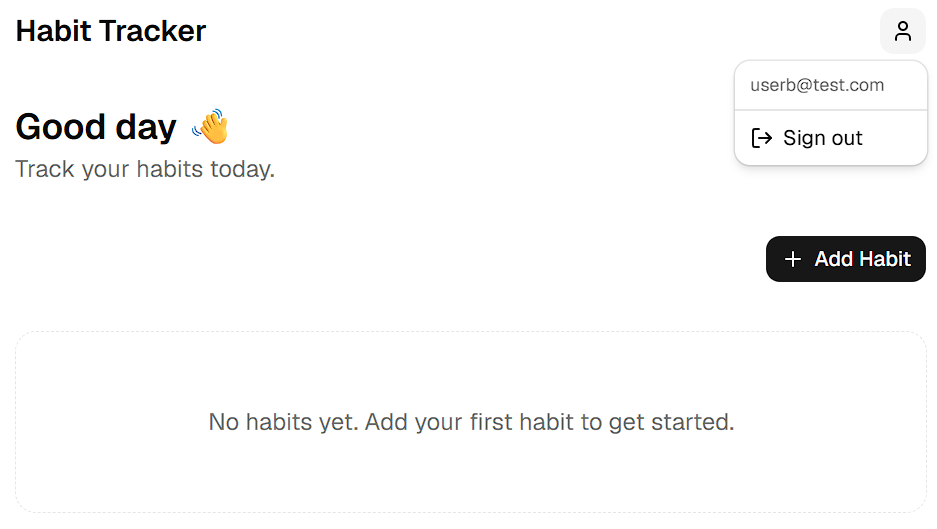 Habit Tracker
userb@test.com
Sign out
Good day 👋
Track your habits today.
+ Add Habit
No habits yet. Add your first habit to get started.